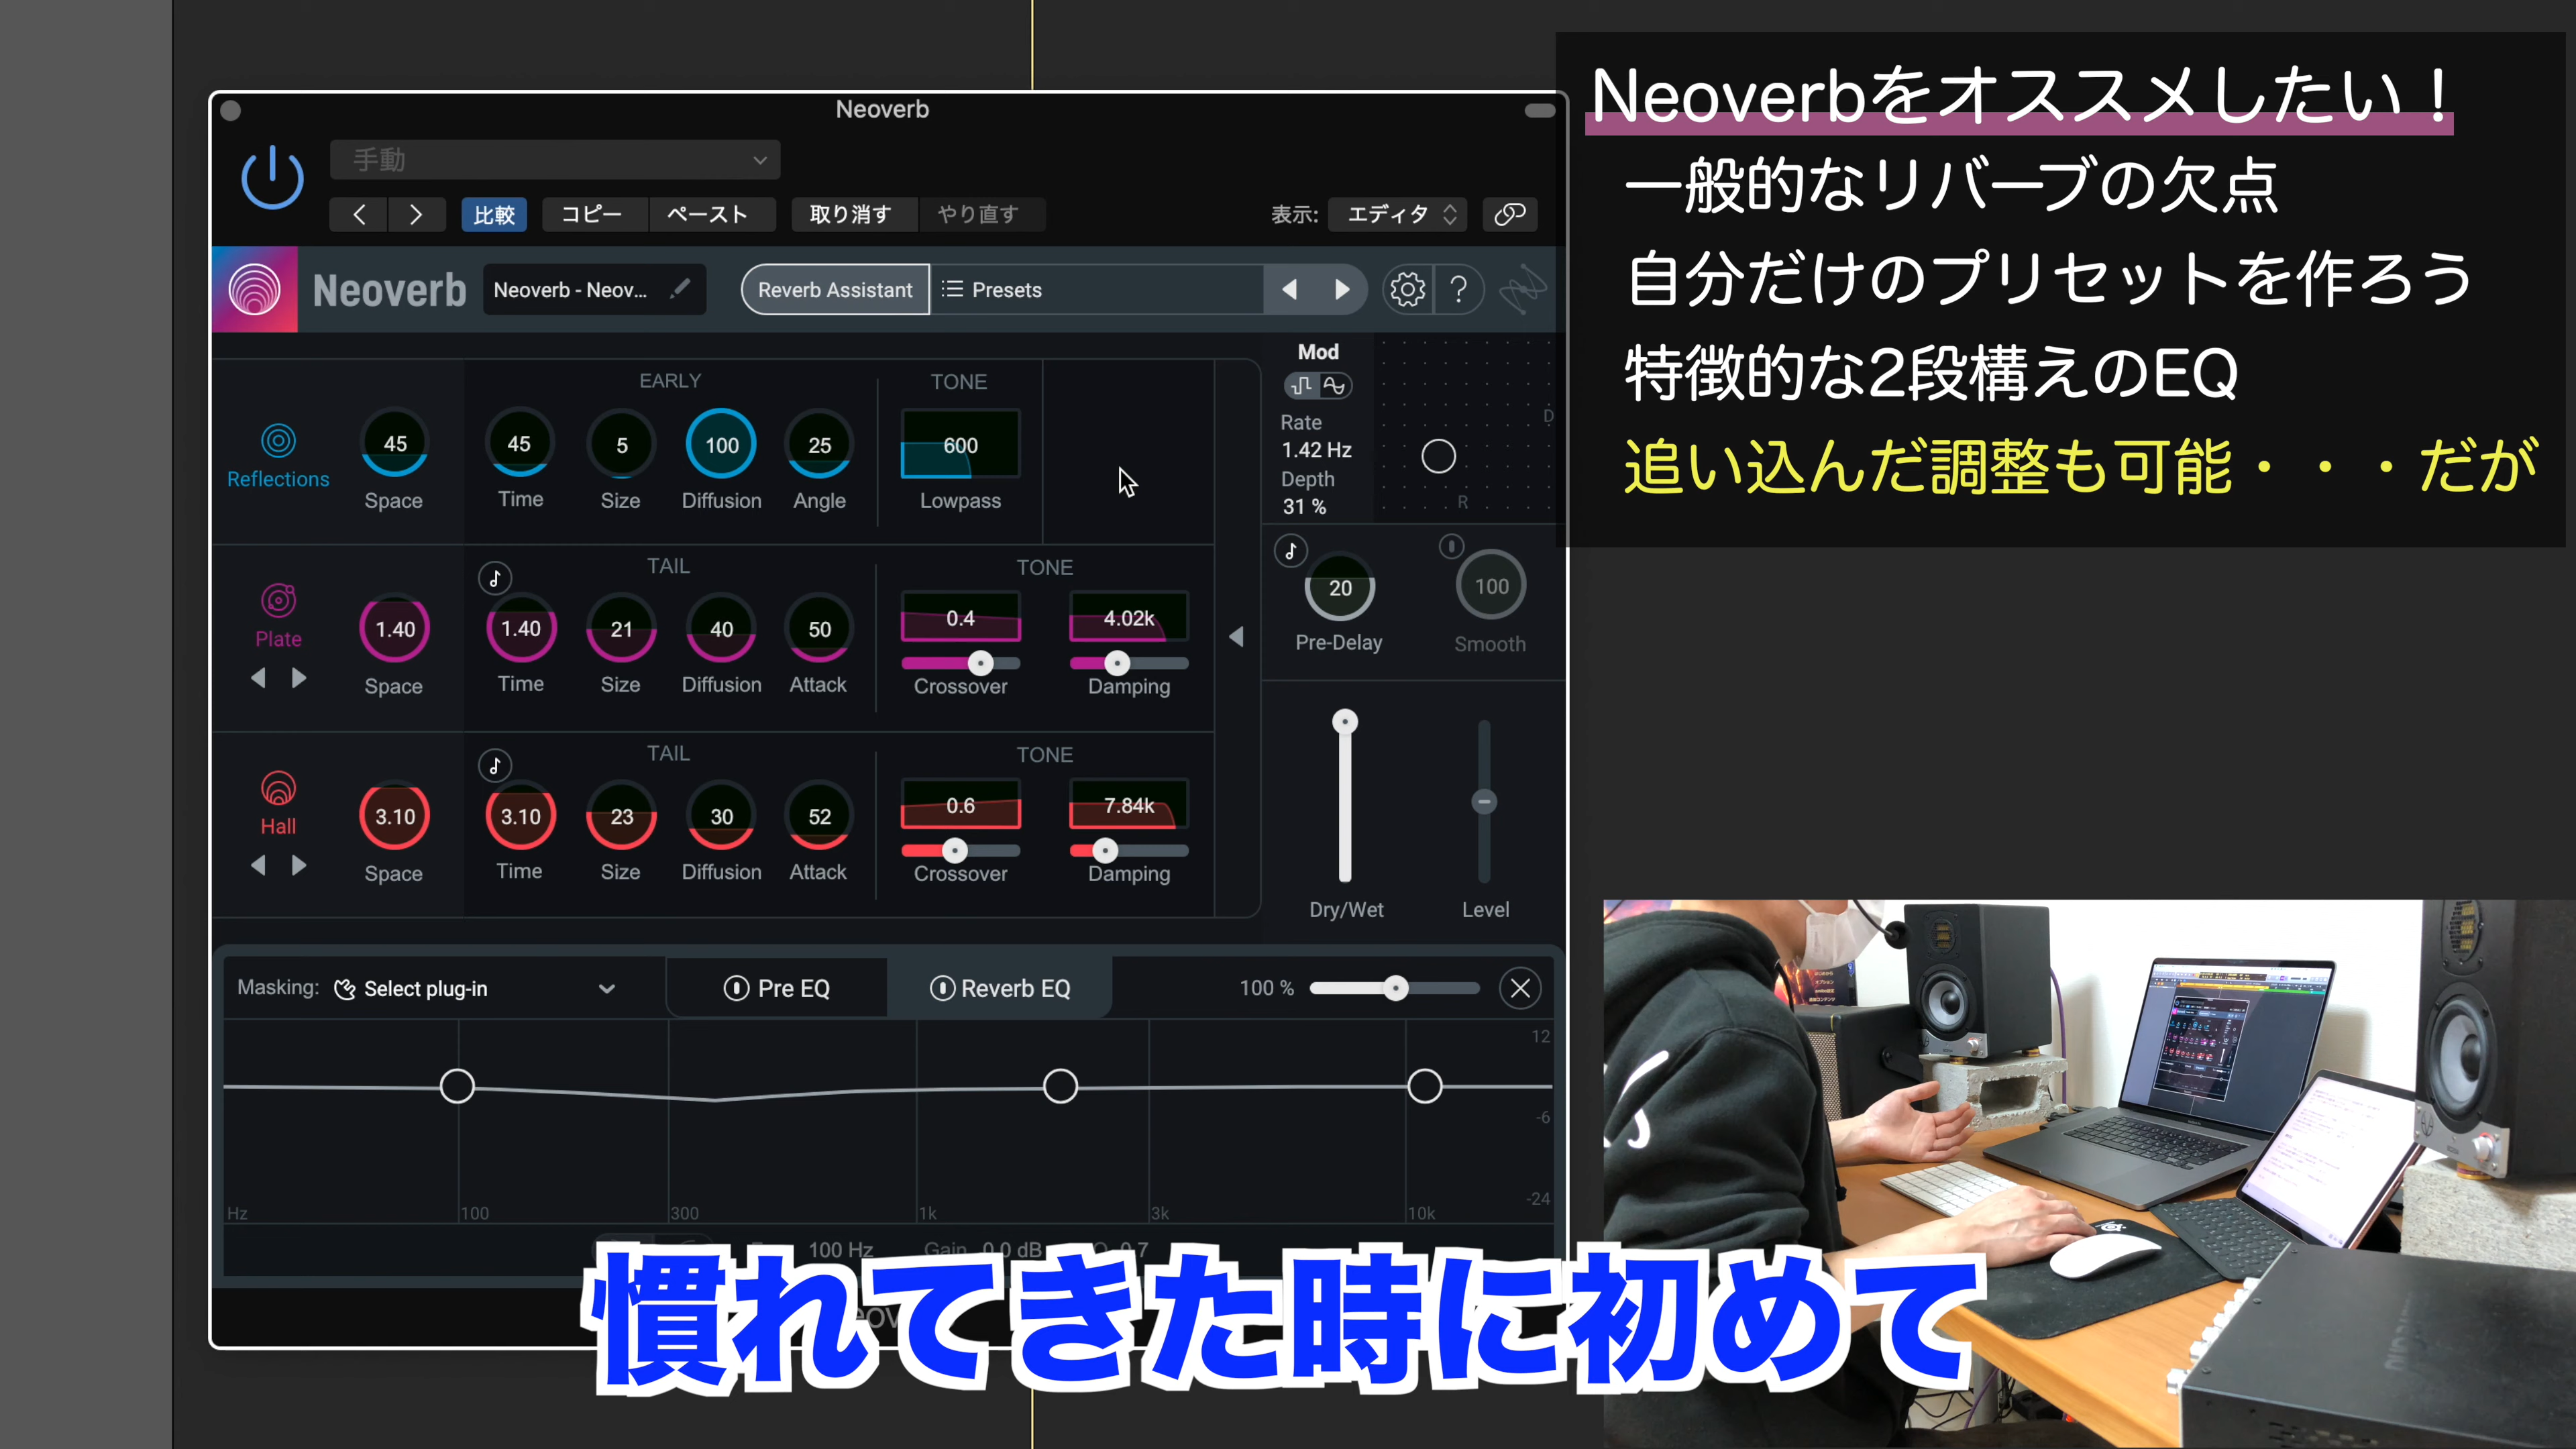 Neoverb
手動
比較 コピー ペースト 取り消す やり直す 表示: エディタ
Neoverb Neoverb - Neov... Reverb Assistant Presets ?
Reflections
45
Space
EARLY
45 5 100 25
Time Size Diffusion Angle
TONE
600
Lowpass
Plate
1.40
Space
TAIL
1.40 21 40 50
Time Size Diffusion Attack
TONE
0.4 4.02k
Crossover Damping
Hall
3.10
Space
TAIL
3.10 23 30 52
Time Size Diffusion Attack
TONE
0.6 7.84k
Crossover Damping
Mod
Rate
1.42 Hz
Depth
31 %
D
R
20 100
Pre-Delay Smooth
Dry/Wet Level
Masking: Select plug-in Pre EQ Reverb EQ 100 %
12
-6
-24
Hz 100 300 1k 3k 10k
100 Hz Gain 0.0 dB 0.7
Neoverbをオススメしたい！
一般的なリバーブの欠点
自分だけのプリセットを作ろう
特徴的な2段構えのEQ
追い込んだ調整も可能・・・だが
慣れてきた時に初めて